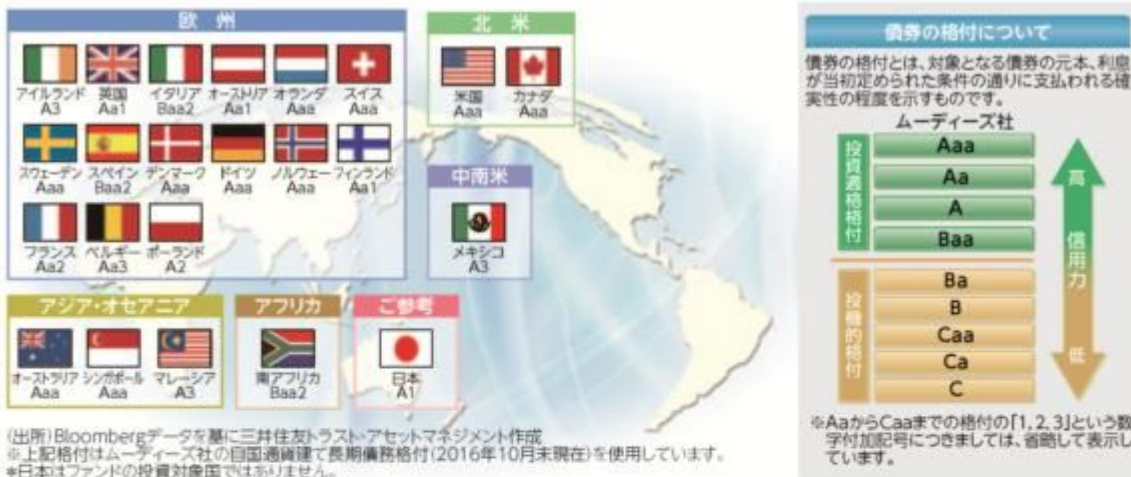 欧 州
アイルランド 英国 イタリア オーストリア オランダ スイス
A3 Aa1 Baa2 Aa1 Aaa Aaa
スウェーデン スペイン デンマーク ドイツ ノルウェー フィンランド
Aaa Baa2 Aaa Aaa Aaa Aa1
フランス ベルギー ポーランド
Aa2 Aa3 A2
北 米
米国 カナダ
Aaa Aaa
中南米
メキシコ
A3
アジア・オセアニア
オーストラリア シンガポール マレーシア
Aaa Aaa A3
アフリカ
南アフリカ
Baa2
ご参考
日本
A1
(出所)Bloombergデータを基に三井住友トラスト・アセットマネジメント作成
※上記格付はムーディーズ社の自国通貨建て長期債務格付(2016年10月末現在)を使用しています。
*日本はファンドの投資対象国ではありません。
債券の格付について
債券の格付とは、対象となる債券の元本、利息
が当初定められた条件の通りに支払われる確
実性の程度を示すものです。
ムーディーズ社
投資適格格付
Aaa
Aa
A
Baa
投機的格付
Ba
B
Caa
Ca
C
高
信用力
低
※AaからCaaまでの格付の「1,2,3」という数
字付加記号につきましては、省略して表示し
ています。